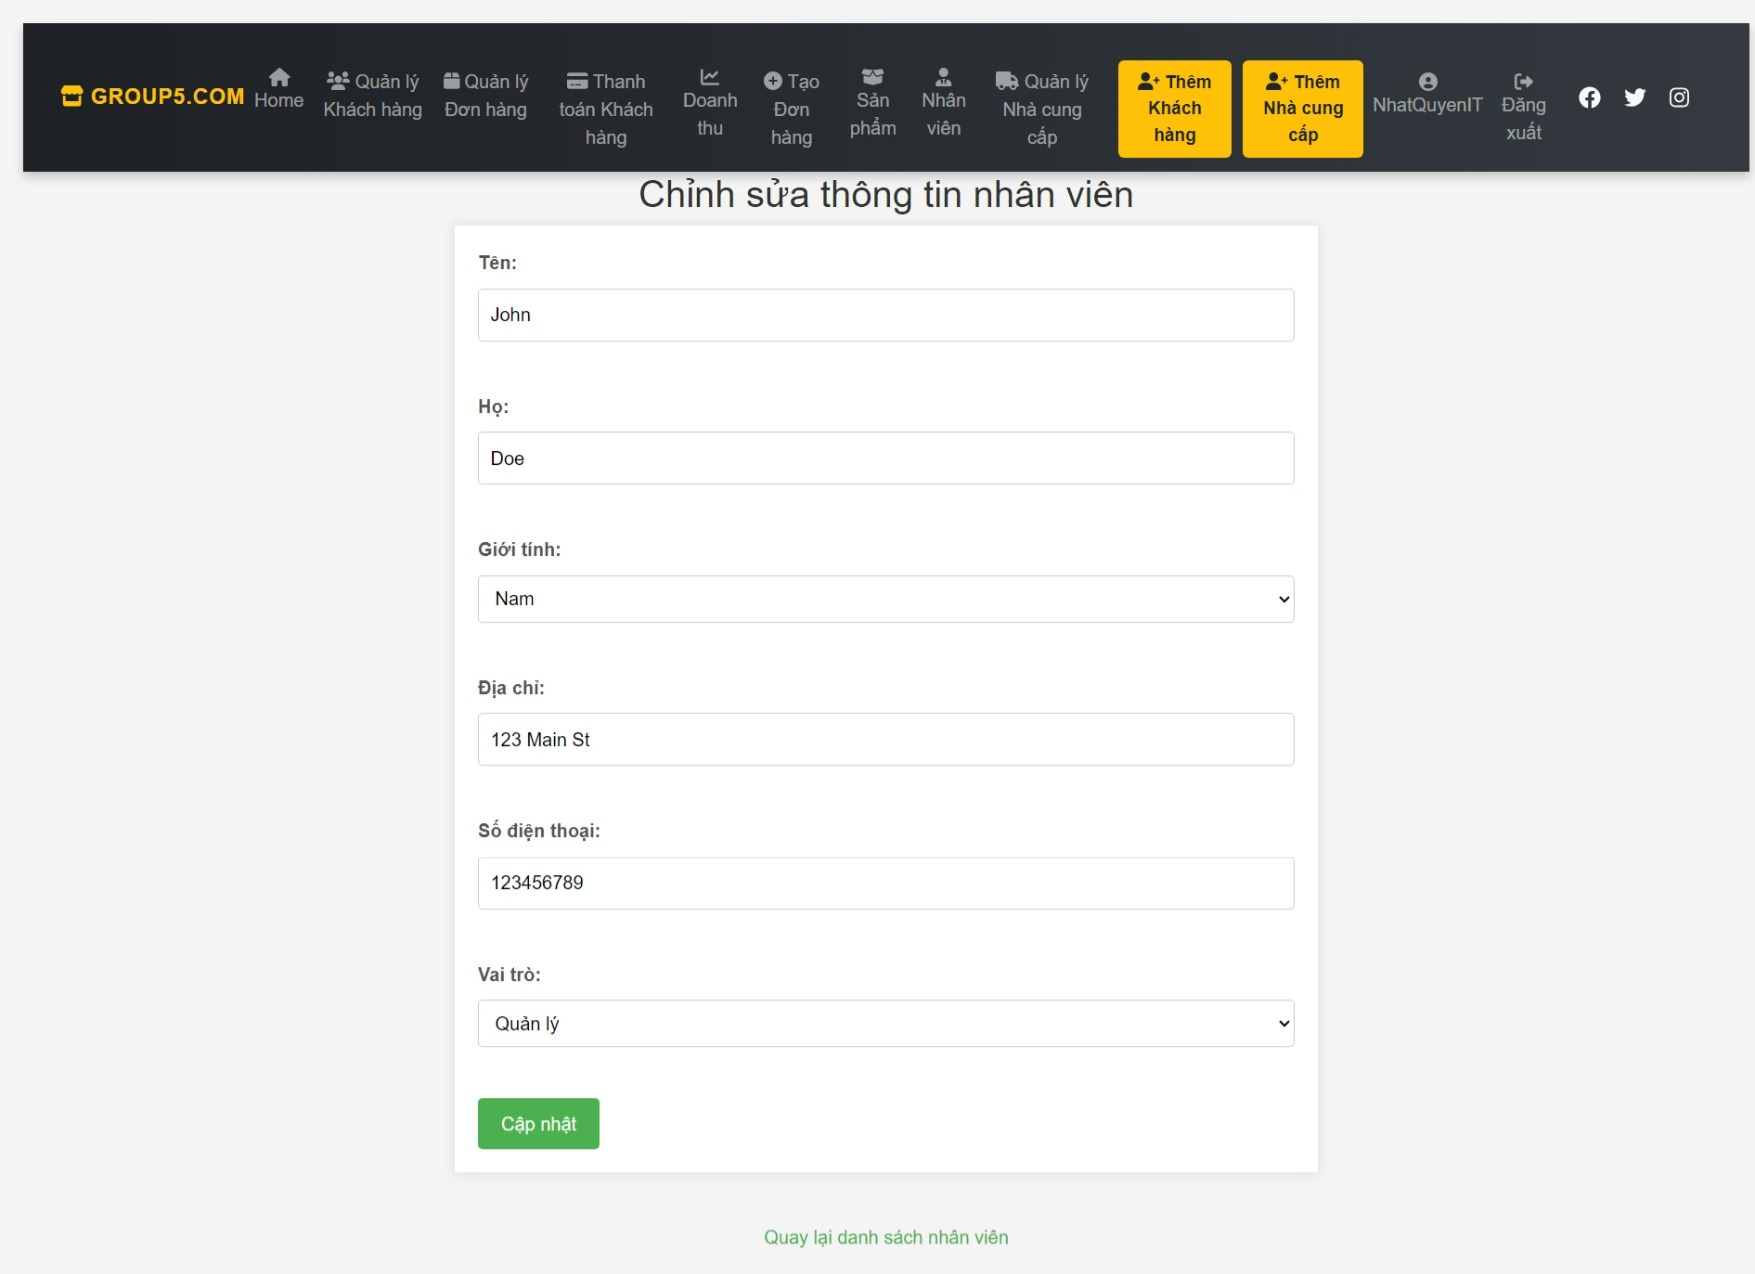 GROUP5.COM
Home
Quản lý
Khách hàng
Quản lý
Đơn hàng
Thanh
toán Khách
hàng
Doanh
thu
Tạo
Đơn
hàng
Sản
phẩm
Nhân
viên
Quản lý
Nhà cung
cấp
Thêm
Khách
hàng
Thêm
Nhà cung
cấp
NhatQuyenIT
Đăng
xuất
Chỉnh sửa thông tin nhân viên
Tên:
John
Họ:
Doe
Giới tính:
Nam
Địa chỉ:
123 Main St
Số điện thoại:
123456789
Vai trò:
Quản lý
Cập nhật
Quay lại danh sách nhân viên